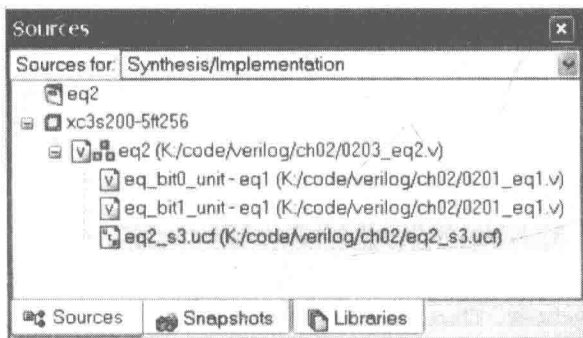 Sources
Sources for: Synthesis/Implementation
eq2
xc3s200-5ft256
eq2 (K:/code/verilog/ch02/0203_eq2.v)
eq_bit0_unit - eq1 (K:/code/verilog/ch02/0201_eq1.v)
eq_bit1_unit - eq1 (K:/code/verilog/ch02/0201_eq1.v)
eq2_s3.ucf (K:/code/verilog/ch02/eq2_s3.ucf)
Sources Snapshots Libraries